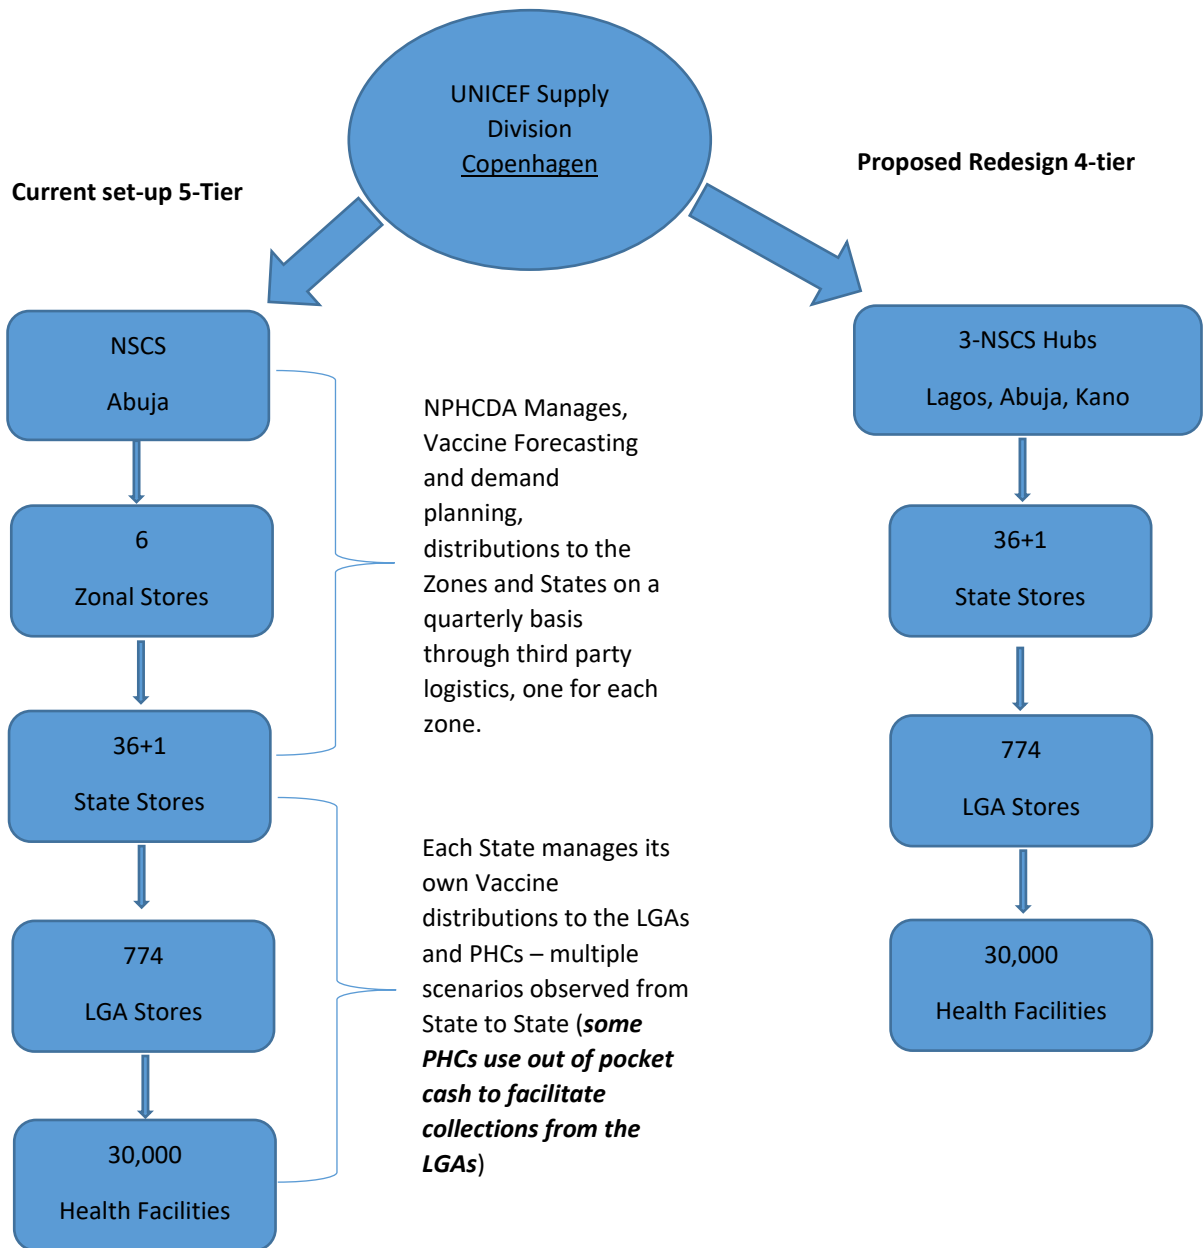 UNICEF Supply
Division
Copenhagen
Current set-up 5-Tier
Proposed Redesign 4-tier
NSCS
Abuja
6
Zonal Stores
36+1
State Stores
774
LGA Stores
30,000
Health Facilities
NPHCDA Manages,
Vaccine Forecasting
and demand
planning,
distributions to the
Zones and States on a
quarterly basis
through third party
logistics, one for each
zone.
Each State manages its
own Vaccine
distributions to the LGAs
and PHCs – multiple
scenarios observed from
State to State (some
PHCs use out of pocket
cash to facilitate
collections from the
LGAs)
3-NSCS Hubs
Lagos, Abuja, Kano
36+1
State Stores
774
LGA Stores
30,000
Health Facilities